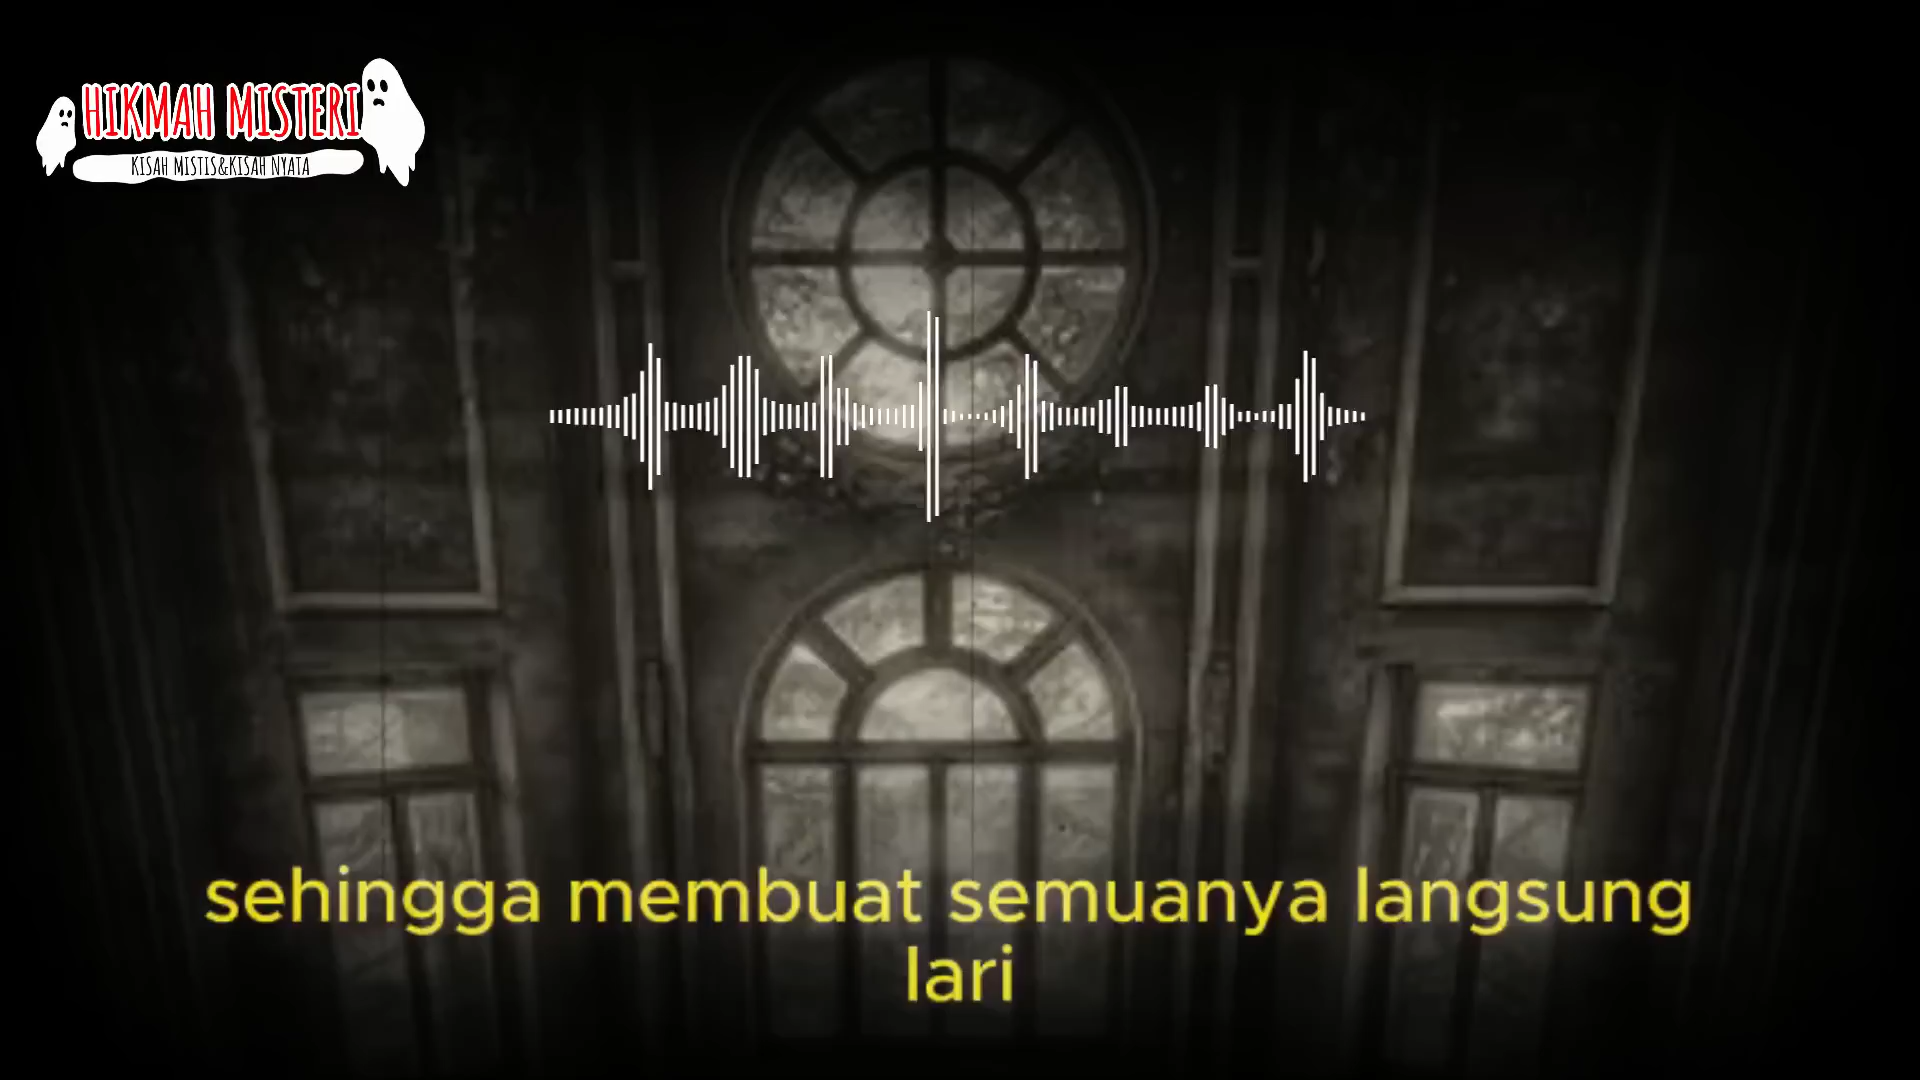 HIKMAH MISTERI
KISAH MISTIS&KISAH NYATA
sehingga membuat semuanya langsung
lari